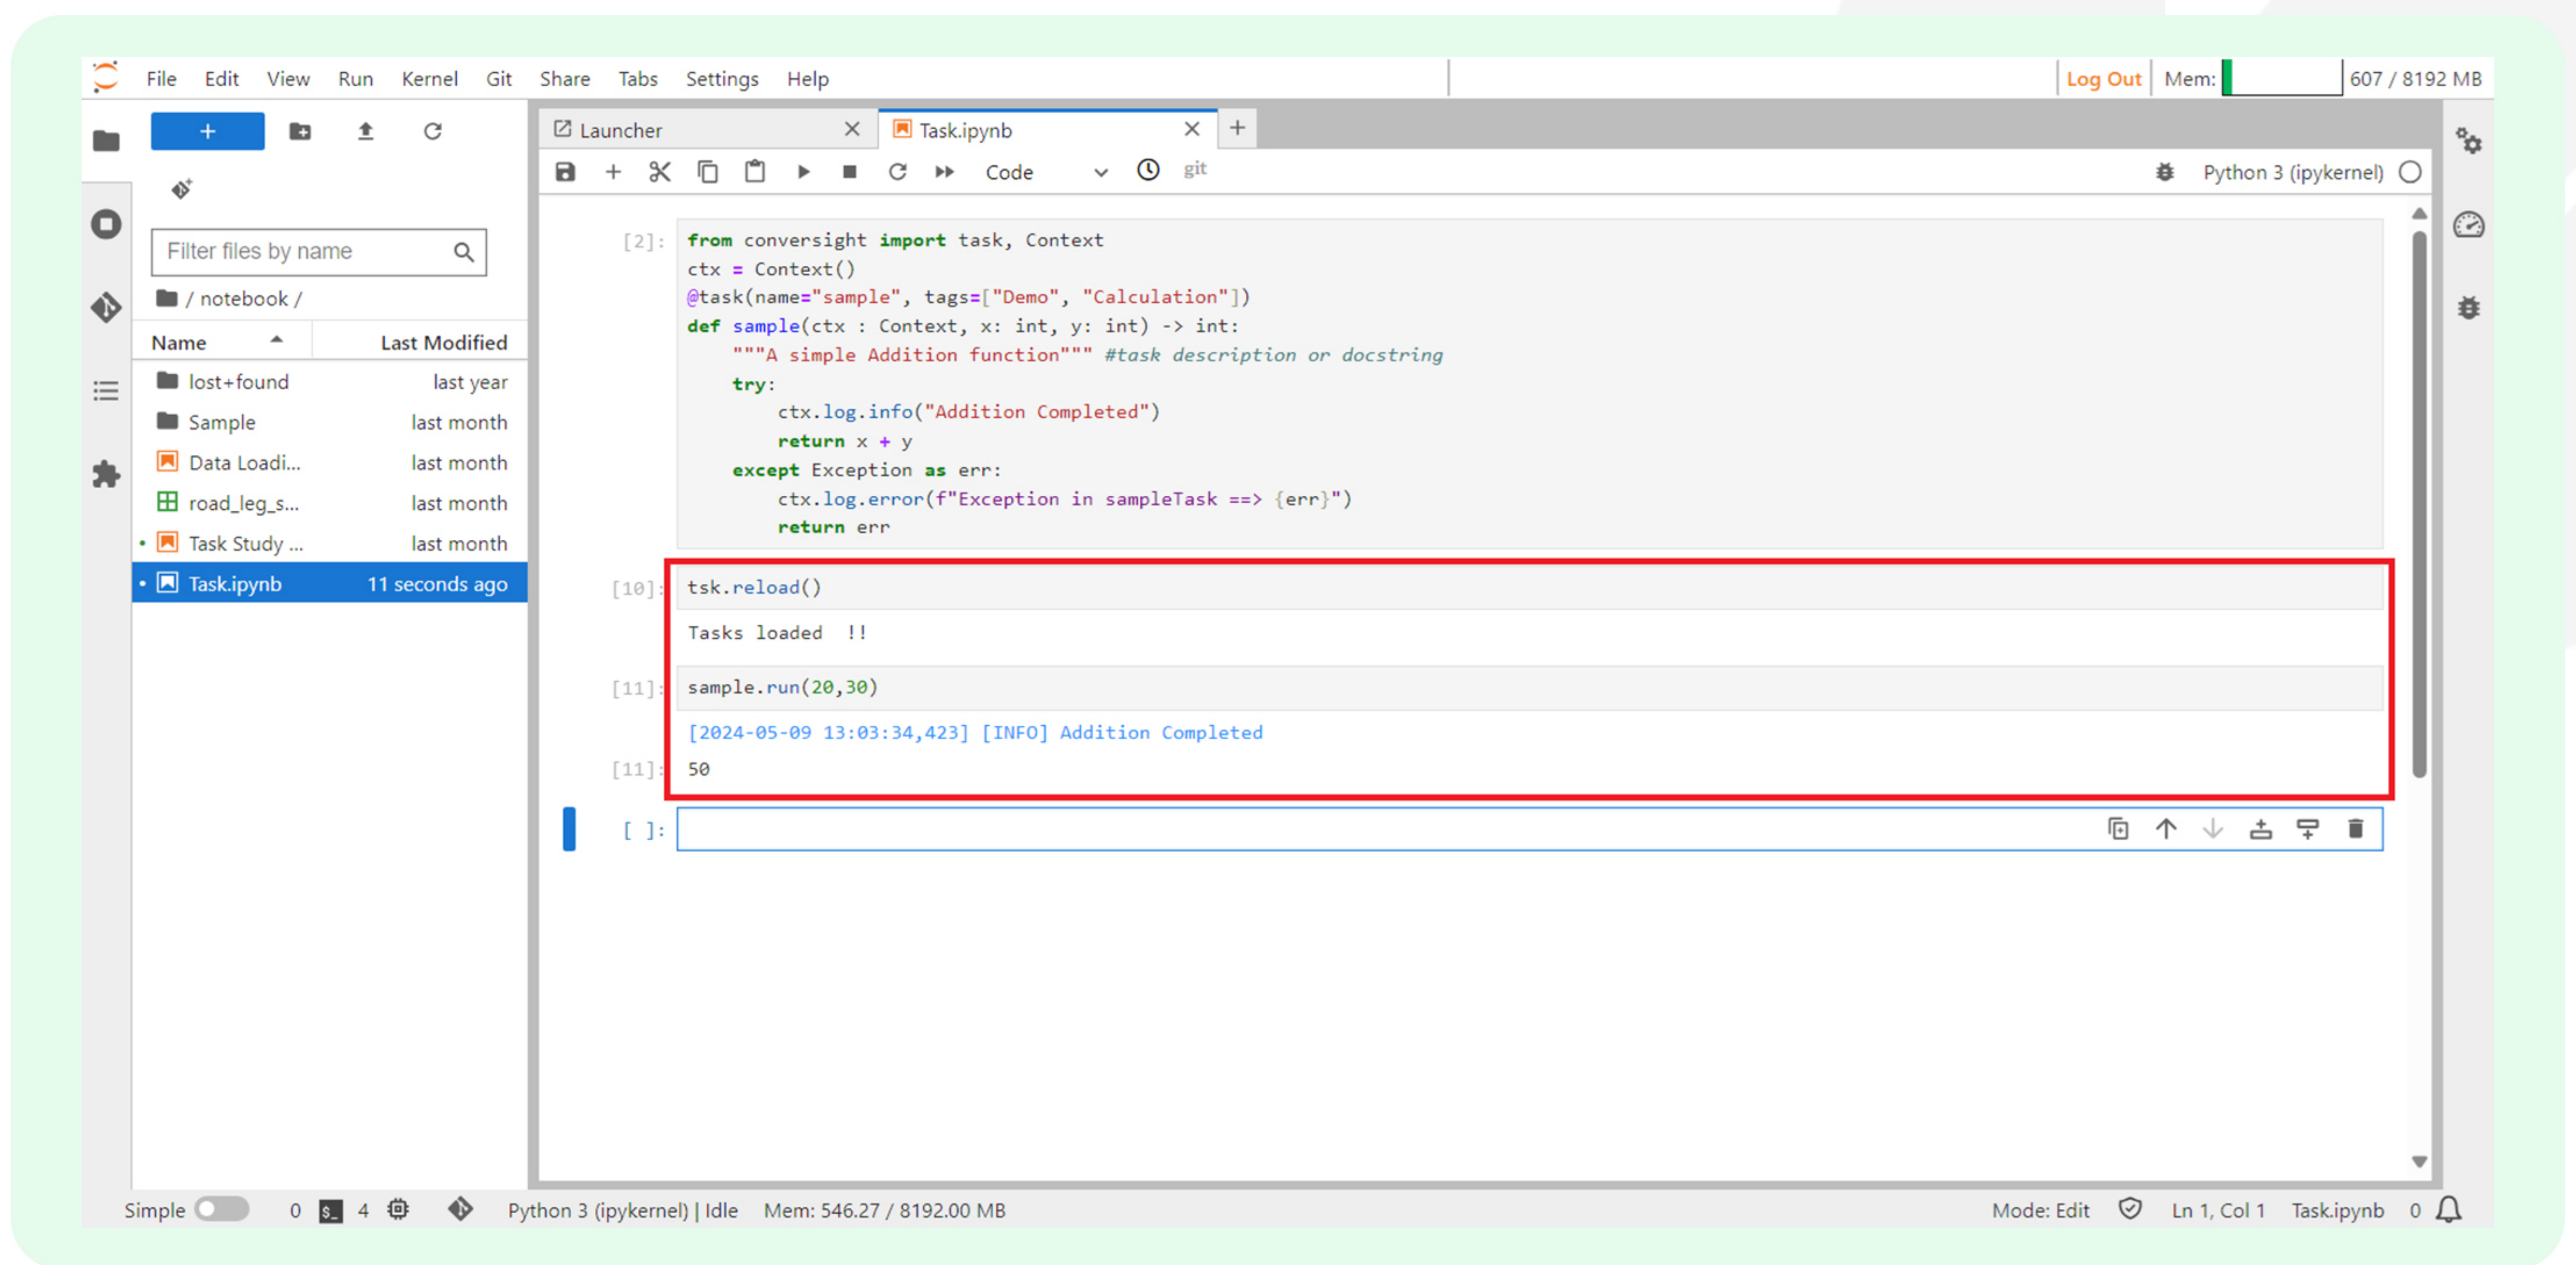 File Edit View Run Kernel Git Share Tabs Settings Help
Log Out Mem: 607 / 8192 MB
+
Filter files by name
/ notebook /
Name Last Modified
lost+found last year
Sample last month
Data Loadi... last month
road_leg_s... last month
Task Study ... last month
Task.ipynb 11 seconds ago
Launcher Task.ipynb +
Code git Python 3 (ipykernel)
[2]: from conversight import task, Context
ctx = Context()
@task(name="sample", tags=["Demo", "Calculation"])
def sample(ctx : Context, x: int, y: int) -> int:
    """A simple Addition function""" #task description or docstring
    try:
        ctx.log.info("Addition Completed")
        return x + y
    except Exception as err:
        ctx.log.error(f"Exception in sampleTask ==> {err}")
        return err
[10]: tsk.reload()
Tasks loaded  !!
[11]: sample.run(20,30)
[2024-05-09 13:03:34,423] [INFO] Addition Completed
[11]: 50
[ ]:
Simple 0 $_ 4 Python 3 (ipykernel) | Idle Mem: 546.27 / 8192.00 MB Mode: Edit Ln 1, Col 1 Task.ipynb 0